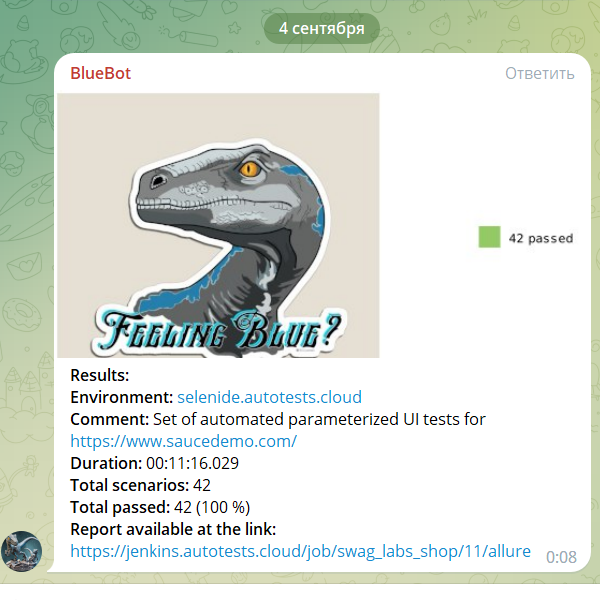 4 сентября
BlueBot
Ответить
FEELING BLUE?
42 passed
Results:
Environment: selenide.autotests.cloud
Comment: Set of automated parameterized UI tests for
https://www.saucedemo.com/
Duration: 00:11:16.029
Total scenarios: 42
Total passed: 42 (100 %)
Report available at the link:
https://jenkins.autotests.cloud/job/swag_labs_shop/11/allure
0:08